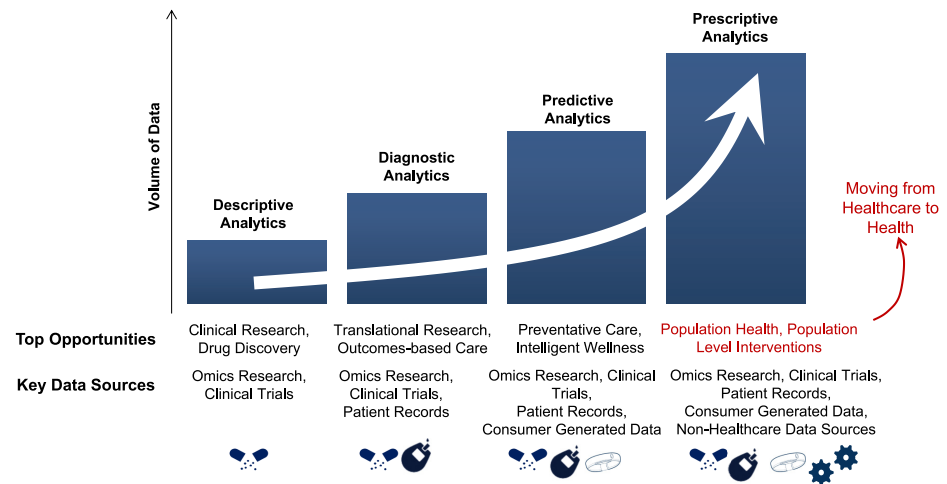 Prescriptive
Analytics
Predictive
Analytics
Diagnostic
Analytics
Descriptive
Analytics
Volume of Data
Moving from
Healthcare to
Health
Top Opportunities
Clinical Research,
Drug Discovery
Translational Research,
Outcomes-based Care
Preventative Care,
Intelligent Wellness
Population Health, Population
Level Interventions
Key Data Sources
Omics Research,
Clinical Trials
Omics Research,
Clinical Trials,
Patient Records
Omics Research, Clinical
Trials,
Patient Records,
Consumer Generated Data
Omics Research, Clinical Trials,
Patient Records,
Consumer Generated Data,
Non-Healthcare Data Sources